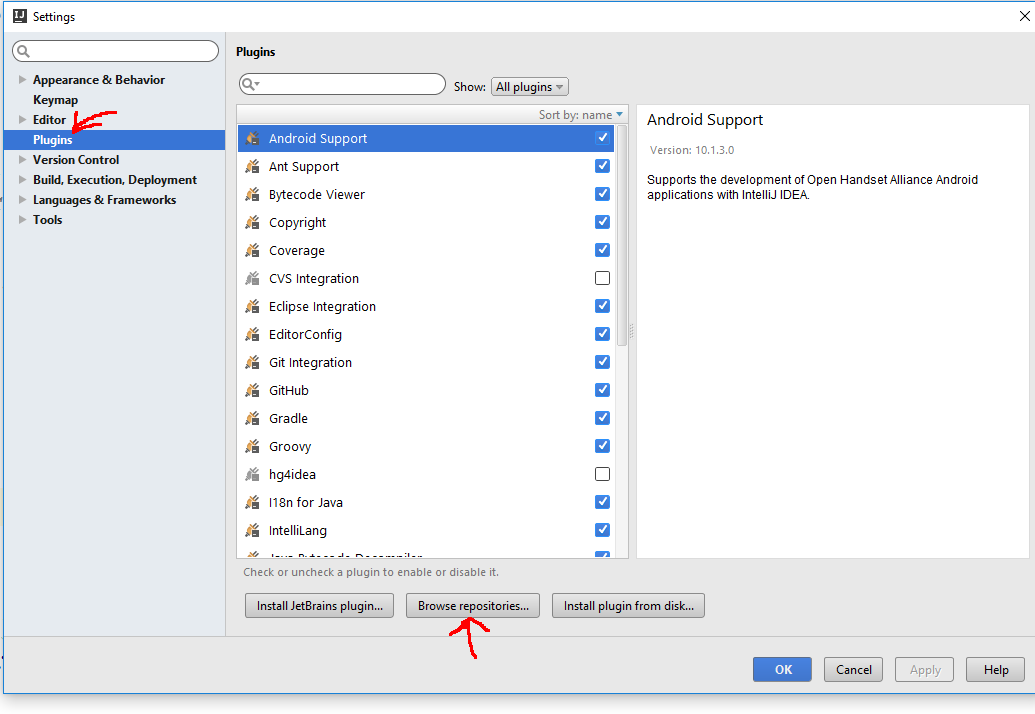 Settings
Appearance & Behavior
Keymap
Editor
Plugins
Version Control
Build, Execution, Deployment
Languages & Frameworks
Tools
Plugins
Show: All plugins
Sort by: name
Android Support
Ant Support
Bytecode Viewer
Copyright
Coverage
CVS Integration
Eclipse Integration
EditorConfig
Git Integration
GitHub
Gradle
Groovy
hg4idea
I18n for Java
IntelliLang
Java Bytecode Decompiler
Check or uncheck a plugin to enable or disable it.
Install JetBrains plugin... Browse repositories... Install plugin from disk...
Android Support
Version: 10.1.3.0
Supports the development of Open Handset Alliance Android
applications with IntelliJ IDEA.
OK Cancel Apply Help